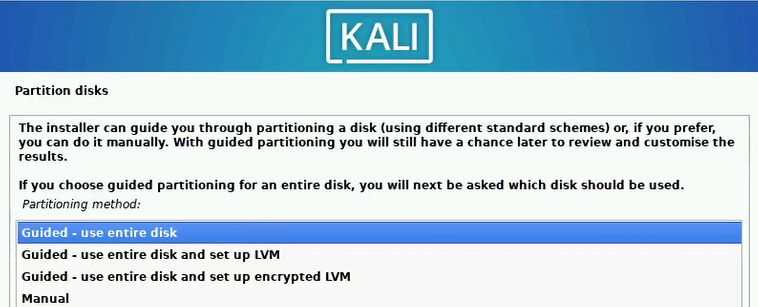 KALI
Partition disks
The installer can guide you through partitioning a disk (using different standard schemes) or, if you prefer,
you can do it manually. With guided partitioning you will still have a chance later to review and customise the
results.
If you choose guided partitioning for an entire disk, you will next be asked which disk should be used.
Partitioning method:
Guided - use entire disk
Guided - use entire disk and set up LVM
Guided - use entire disk and set up encrypted LVM
Manual